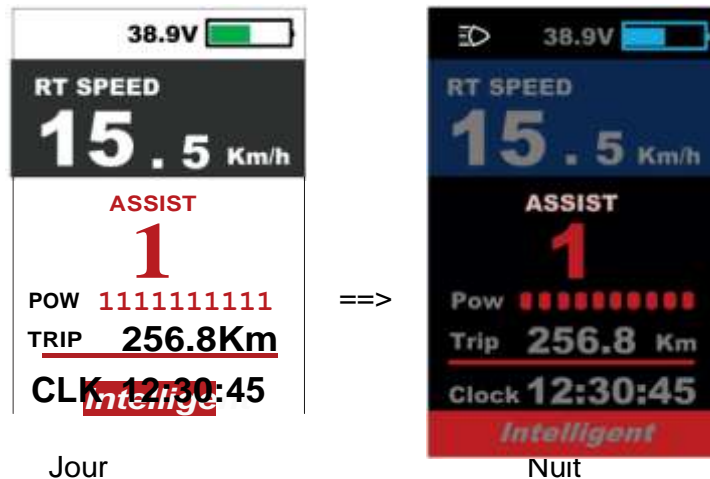 38.9V
RT SPEED
15.5 Km/h
ASSIST
1
POW 1111111111
TRIP 256.8Km
CLK 12:30:45
Intellige
Jour
==>
38.9V
RT SPEED
15.5 Km/h
ASSIST
1
Pow
Trip 256.8 Km
Clock 12:30:45
Intelligent
Nuit